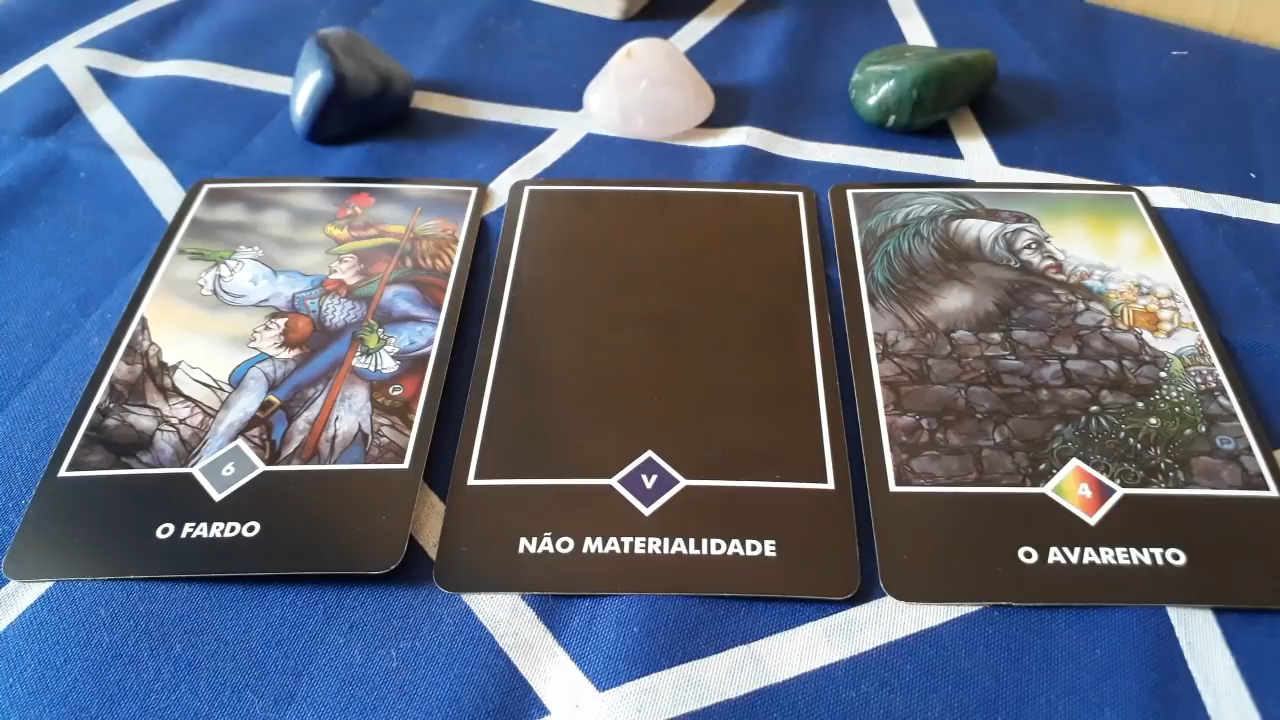 6
O FARDO
V
NÃO MATERIALIDADE
4
O AVARENTO